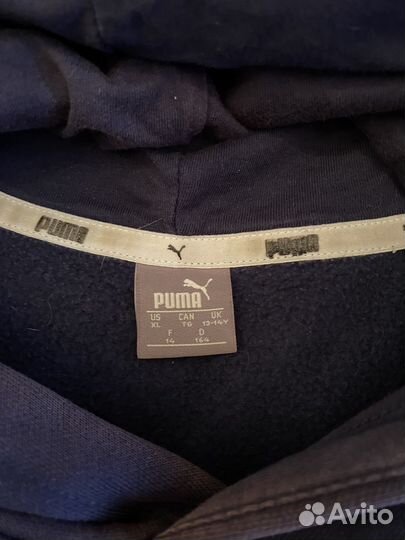 PUMA PUMA
PUMA
US CAN UK
XL TG 13-14Y
F D
14 164
Avito